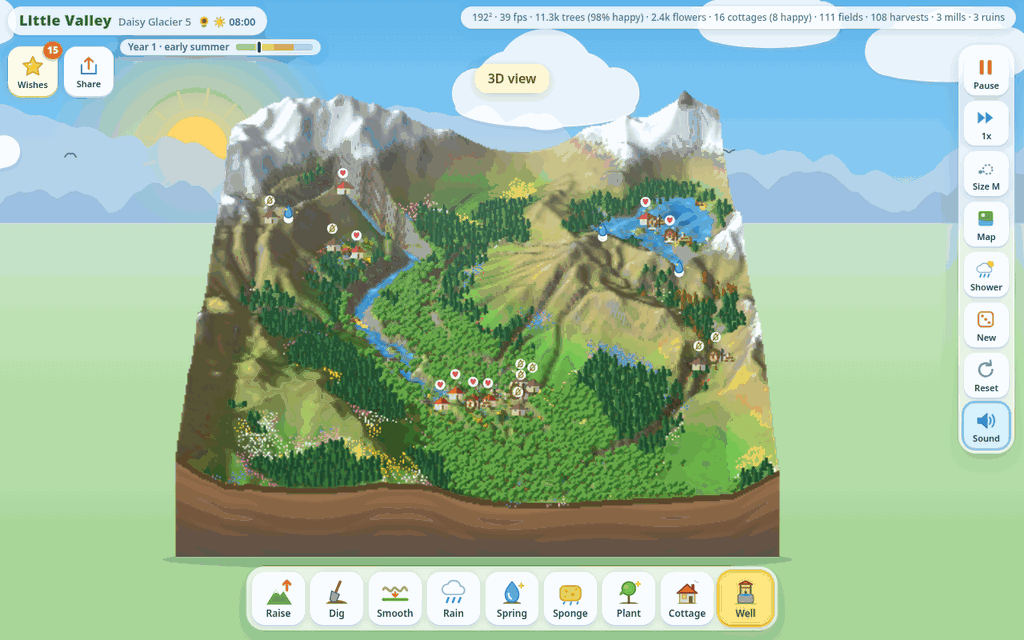 Little Valley Daisy Glacier 5 08:00
192² · 39 fps · 11.3k trees (98% happy) · 2.4k flowers · 16 cottages (8 happy) · 111 fields · 108 harvests · 3 mills · 3 ruins
Year 1 · early summer
15
Wishes
Share
3D view
Pause
1x
Size M
Map
Shower
New
Reset
Sound
Raise
Dig
Smooth
Rain
Spring
Sponge
Plant
Cottage
Well